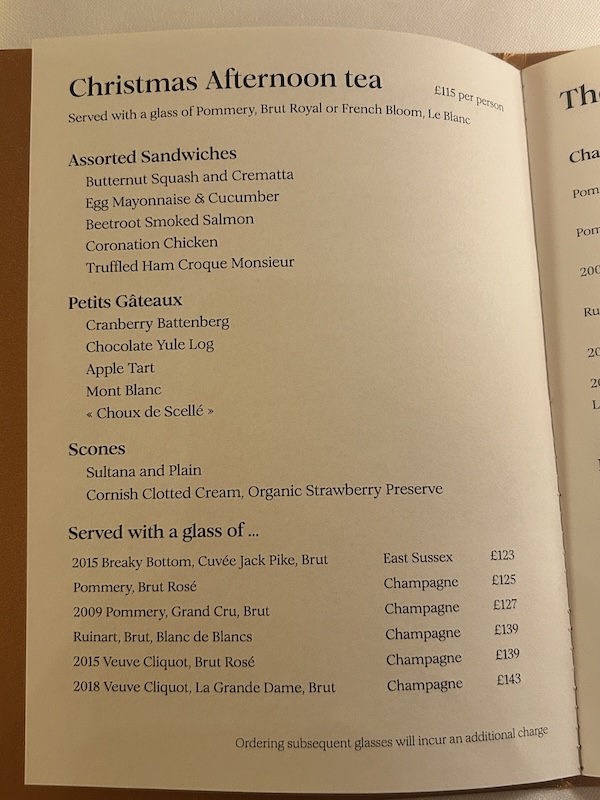 Christmas Afternoon tea £115 per person
Served with a glass of Pommery, Brut Royal or French Bloom, Le Blanc
Assorted Sandwiches
Butternut Squash and Crematta
Egg Mayonnaise & Cucumber
Beetroot Smoked Salmon
Coronation Chicken
Truffled Ham Croque Monsieur
Petits Gâteaux
Cranberry Battenberg
Chocolate Yule Log
Apple Tart
Mont Blanc
« Choux de Scellé »
Scones
Sultana and Plain
Cornish Clotted Cream, Organic Strawberry Preserve
Served with a glass of ...
2015 Breaky Bottom, Cuvée Jack Pike, Brut East Sussex £123
Pommery, Brut Rosé Champagne £125
2009 Pommery, Grand Cru, Brut Champagne £127
Ruinart, Brut, Blanc de Blancs Champagne £139
2015 Veuve Cliquot, Brut Rosé Champagne £139
2018 Veuve Cliquot, La Grande Dame, Brut Champagne £143
Ordering subsequent glasses will incur an additional charge